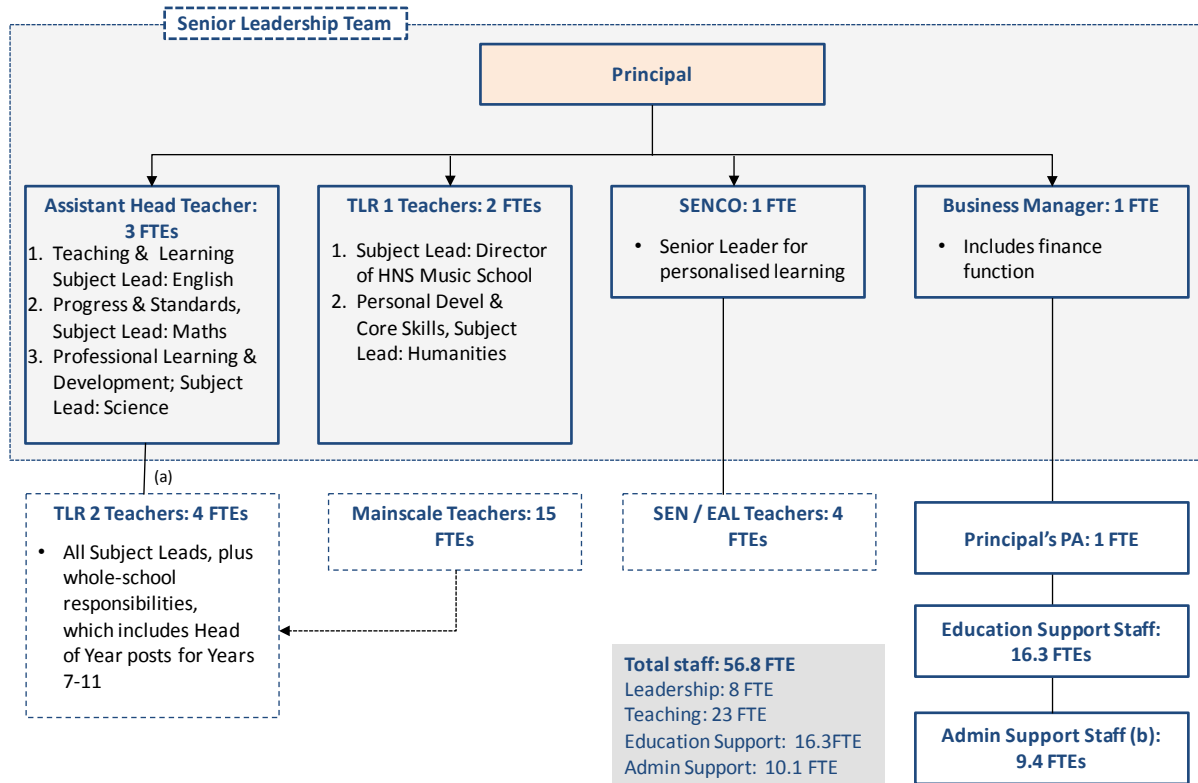 Senior Leadership Team
Principal
Assistant Head Teacher:
3 FTEs
1. Teaching & Learning
Subject Lead: English
2. Progress & Standards,
Subject Lead: Maths
3. Professional Learning &
Development; Subject
Lead: Science
TLR 1 Teachers: 2 FTEs
1. Subject Lead: Director
of HNS Music School
2. Personal Devel &
Core Skills, Subject
Lead: Humanities
SENCO: 1 FTE
• Senior Leader for
personalised learning
Business Manager: 1 FTE
• Includes finance
function
(a)
TLR 2 Teachers: 4 FTEs
• All Subject Leads, plus
whole-school
responsibilities,
which includes Head
of Year posts for Years
7-11
Mainscale Teachers: 15
FTEs
SEN / EAL Teachers: 4
FTEs
Principal's PA: 1 FTE
Education Support Staff:
16.3 FTEs
Admin Support Staff (b):
9.4 FTEs
Total staff: 56.8 FTE
Leadership: 8 FTE
Teaching: 23 FTE
Education Support: 16.3FTE
Admin Support: 10.1 FTE